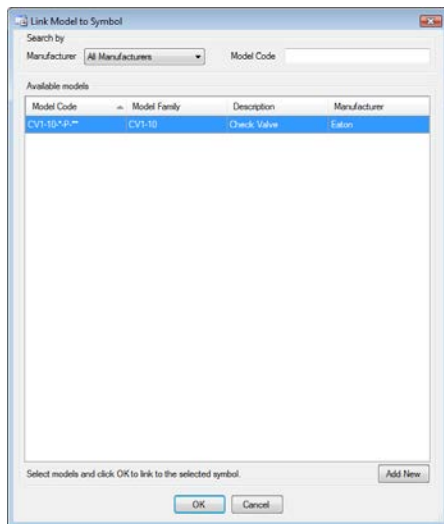 Link Model to Symbol
Search by
Manufacturer All Manufacturers Model Code
Available models
Model Code Model Family Description Manufacturer
CV1-10-*-P-** CV1-10 Check Valve Eaton
Select models and click OK to link to the selected symbol. Add New
OK Cancel